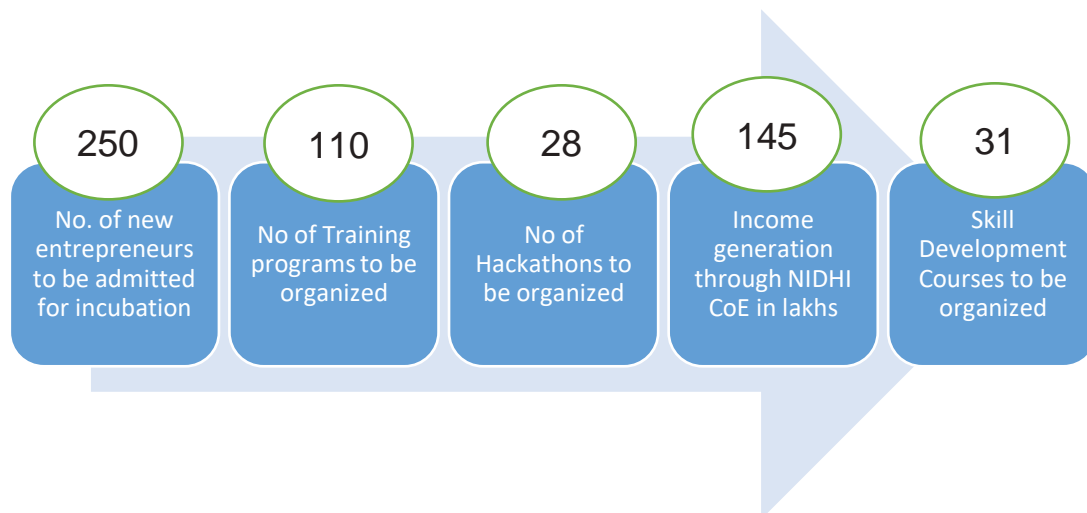 250
No. of new
entrepreneurs
to be admitted
for incubation
110
No of Training
programs to be
organized
28
No of
Hackathons to
be organized
145
Income
generation
through NIDHI
CoE in lakhs
31
Skill
Development
Courses to be
organized